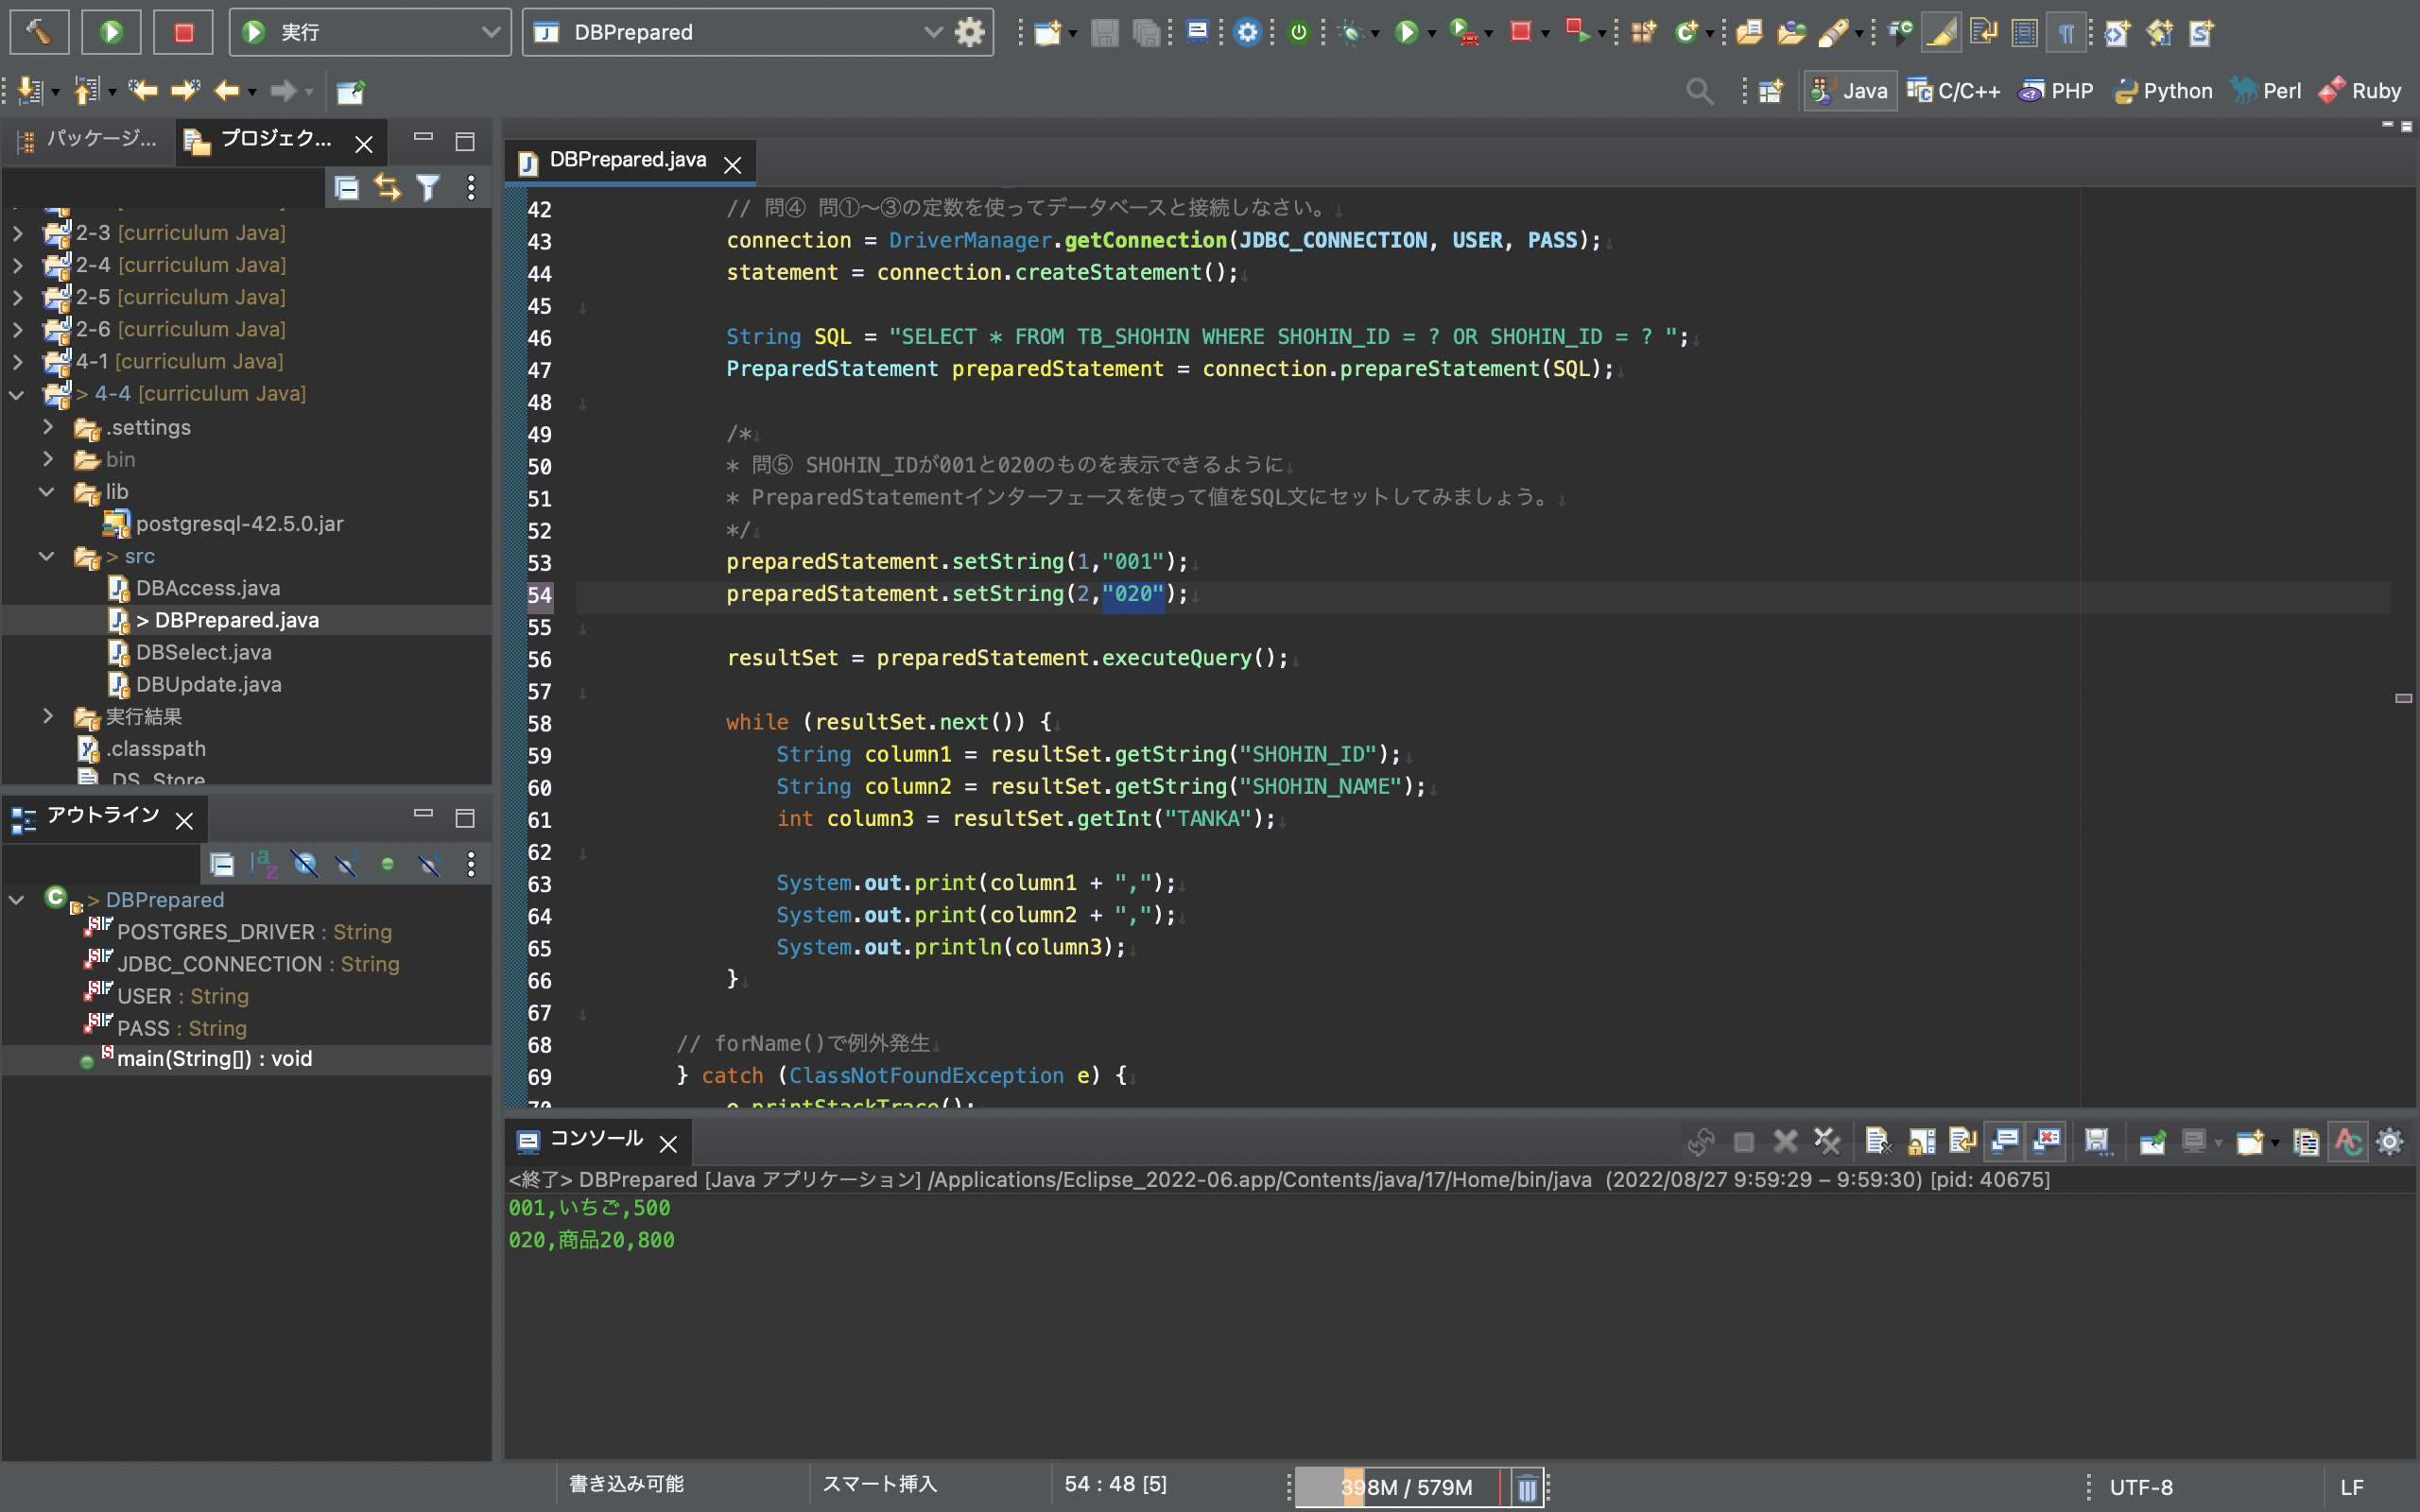 実行
DBPrepared
Java
C/C++
PHP
Python
Perl
Ruby
パッケージ...
プロジェク...
2-3 [curriculum Java]
2-4 [curriculum Java]
2-5 [curriculum Java]
2-6 [curriculum Java]
4-1 [curriculum Java]
> 4-4 [curriculum Java]
.settings
bin
lib
postgresql-42.5.0.jar
> src
DBAccess.java
> DBPrepared.java
DBSelect.java
DBUpdate.java
実行結果
.classpath
.DS_Store
アウトライン
> DBPrepared
POSTGRES_DRIVER : String
JDBC_CONNECTION : String
USER : String
PASS : String
main(String[]) : void
DBPrepared.java
42 // 問④ 問①～③の定数を使ってデータベースと接続しなさい。
43 connection = DriverManager.getConnection(JDBC_CONNECTION, USER, PASS);
44 statement = connection.createStatement();
45
46 String SQL = "SELECT * FROM TB_SHOHIN WHERE SHOHIN_ID = ? OR SHOHIN_ID = ? ";
47 PreparedStatement preparedStatement = connection.prepareStatement(SQL);
48
49 /*
50 * 問⑤ SHOHIN_IDが001と020のものを表示できるように
51 * PreparedStatementインターフェースを使って値をSQL文にセットしてみましょう。
52 */
53 preparedStatement.setString(1,"001");
54 preparedStatement.setString(2,"020");
55
56 resultSet = preparedStatement.executeQuery();
57
58 while (resultSet.next()) {
59 String column1 = resultSet.getString("SHOHIN_ID");
60 String column2 = resultSet.getString("SHOHIN_NAME");
61 int column3 = resultSet.getInt("TANKA");
62
63 System.out.print(column1 + ",");
64 System.out.print(column2 + ",");
65 System.out.println(column3);
66 }
67
68 // forName()で例外発生
69 } catch (ClassNotFoundException e) {
70 e.printStackTrace();
コンソール
<終了> DBPrepared [Java アプリケーション] /Applications/Eclipse_2022-06.app/Contents/java/17/Home/bin/java (2022/08/27 9:59:29 – 9:59:30) [pid: 40675]
001,いちご,500
020,商品20,800
書き込み可能
スマート挿入
54 : 48 [5]
398M / 579M
UTF-8
LF